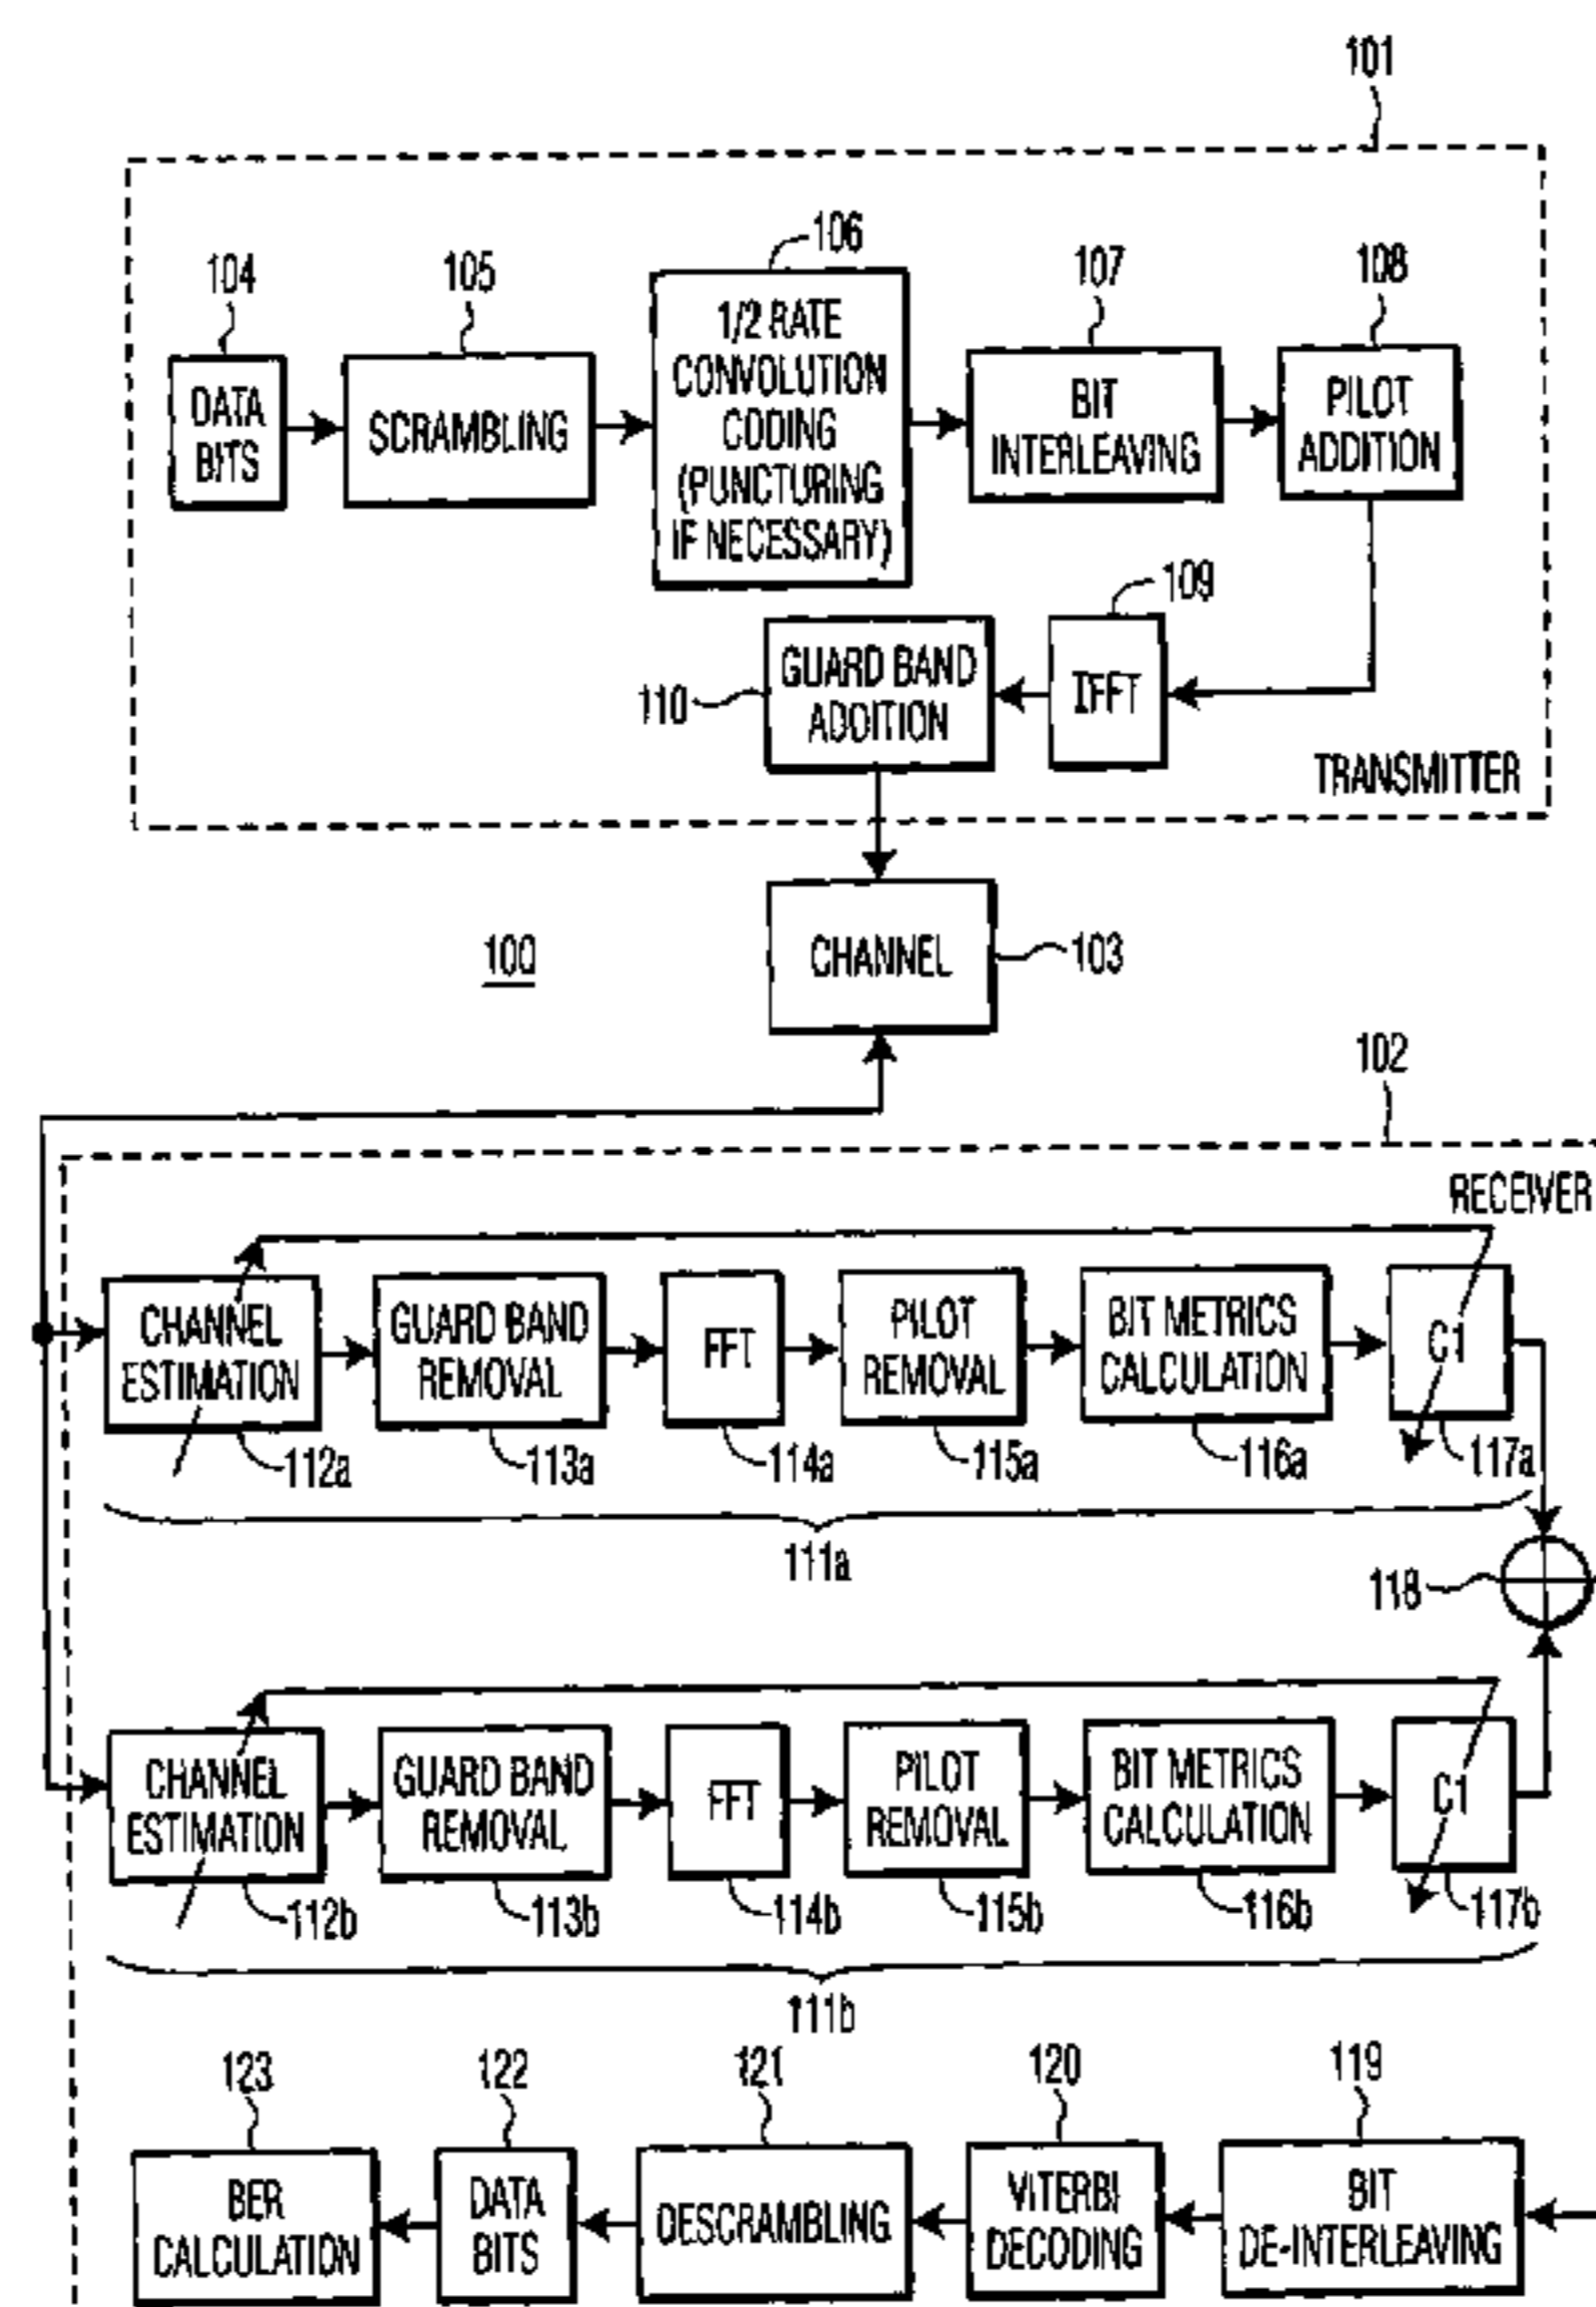 101
104
105
106
107
108
DATA
BITS
SCRAMBLING
1/2 RATE
CONVOLUTION
CODING
(PUNCTURING
IF NECESSARY)
BIT
INTERLEAVING
PILOT
ADDITION
109
110
GUARD BAND
ADDITION
IFFT
TRANSMITTER
100
CHANNEL
103
102
RECEIVER
CHANNEL
ESTIMATION
GUARD BAND
REMOVAL
FFT
PILOT
REMOVAL
BIT METRICS
CALCULATION
C1
112a
113a
114a
115a
116a
117a
111a
118
CHANNEL
ESTIMATION
GUARD BAND
REMOVAL
FFT
PILOT
REMOVAL
BIT METRICS
CALCULATION
C1
112b
113b
114b
115b
116b
117b
111b
123
122
121
120
119
BER
CALCULATION
DATA
BITS
DESCRAMBLING
VITERBI
DECODING
BIT
DE-INTERLEAVING